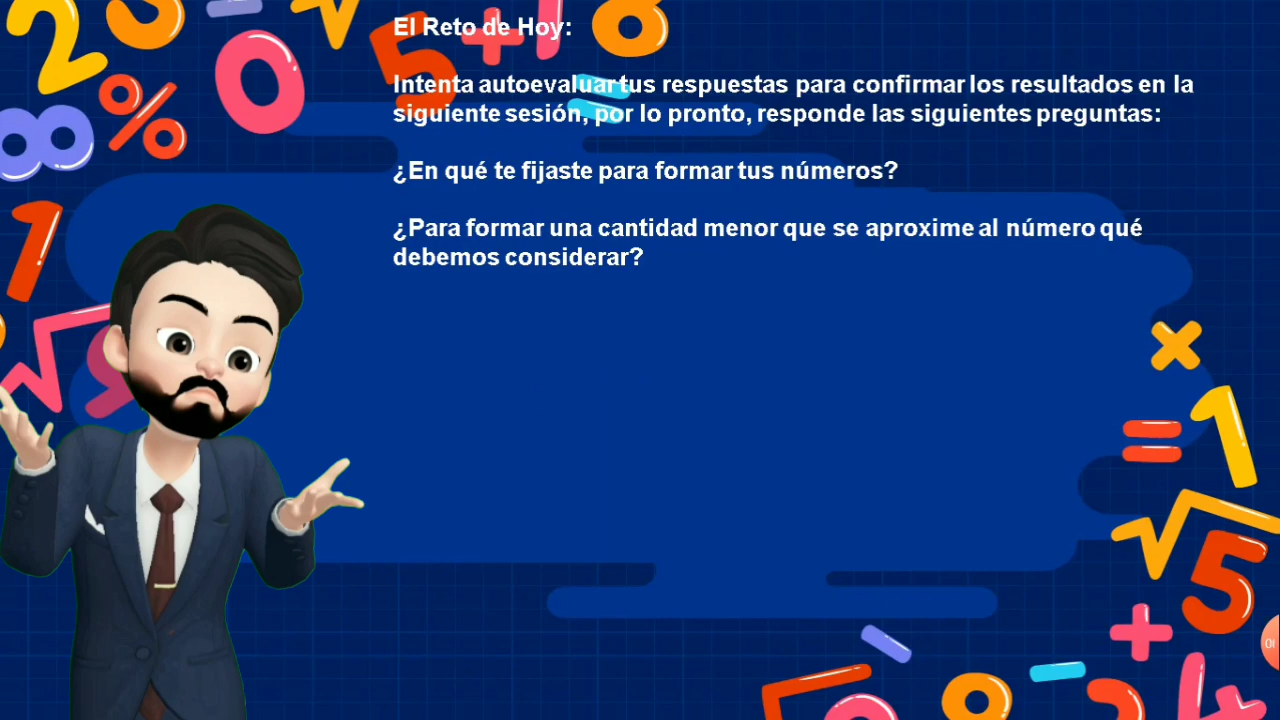 El Reto de Hoy:
Intenta autoevaluar tus respuestas para confirmar los resultados en la
siguiente sesión, por lo pronto, responde las siguientes preguntas:
¿En qué te fijaste para formar tus números?
¿Para formar una cantidad menor que se aproxime al número qué
debemos considerar?